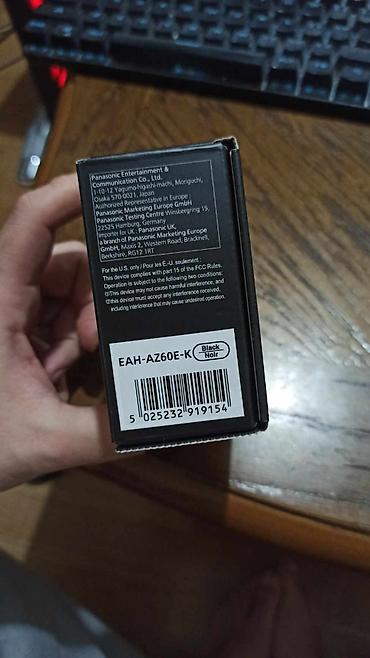 Panasonic Entertainment &
Communication Co., Ltd.
1-10-12 Yagumo-higashi-machi, Moriguchi,
Osaka 570-0021, Japan
Authorized Representative in Europe :
Panasonic Marketing Europe GmbH
Panasonic Testing Centre Winsbergring 15,
22525 Hamburg, Germany
Importer for UK : Panasonic UK,
a branch of Panasonic Marketing Europe
GmbH, Maxis 2, Western Road, Bracknell,
Berkshire, RG12 1RT
For the U.S. only / Pour les É.-U. seulement :
This device complies with part 15 of the FCC Rules.
Operation is subject to the following two conditions:
①This device may not cause harmful interference, and
②this device must accept any interference received,
including interference that may cause undesired operation.
EAH-AZ60E-K Black
Noir
5 025232 919154